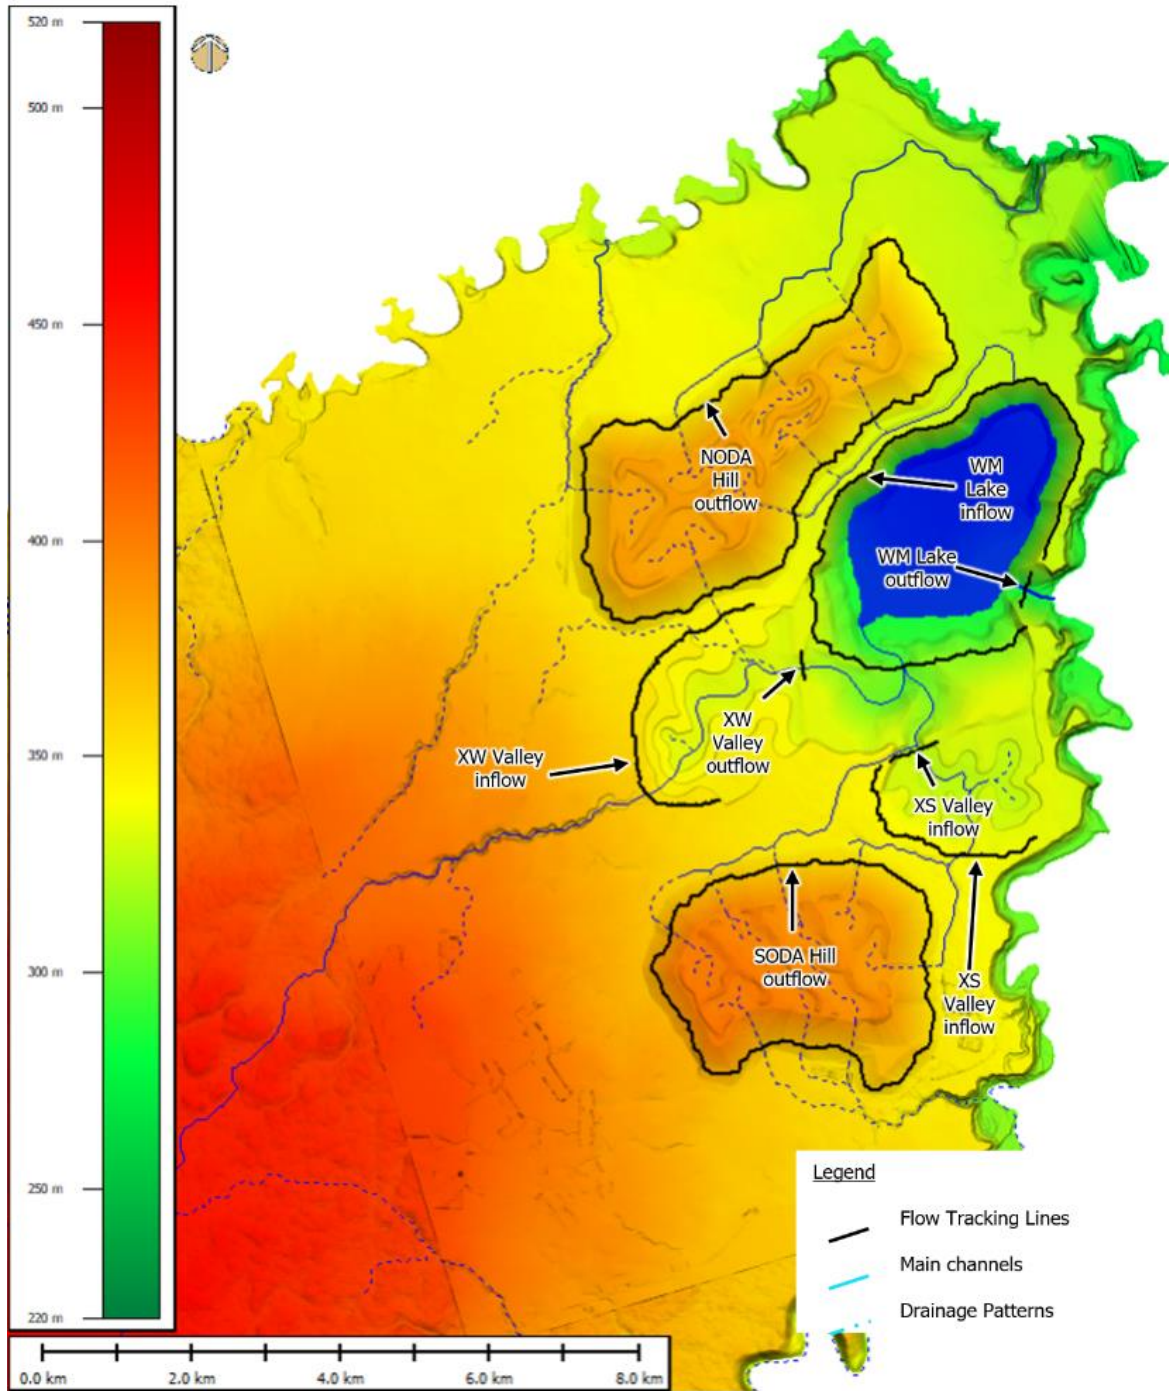 520 m
500 m
450 m
400 m
350 m
300 m
250 m
220 m
NODA
Hill
outflow
WM
Lake
inflow
WM Lake
outflow
XW
Valley
outflow
XW Valley
inflow
XS Valley
inflow
SODA Hill
outflow
XS
Valley
inflow
Legend
Flow Tracking Lines
Main channels
Drainage Patterns
0.0 km
2.0 km
4.0 km
6.0 km
8.0 km